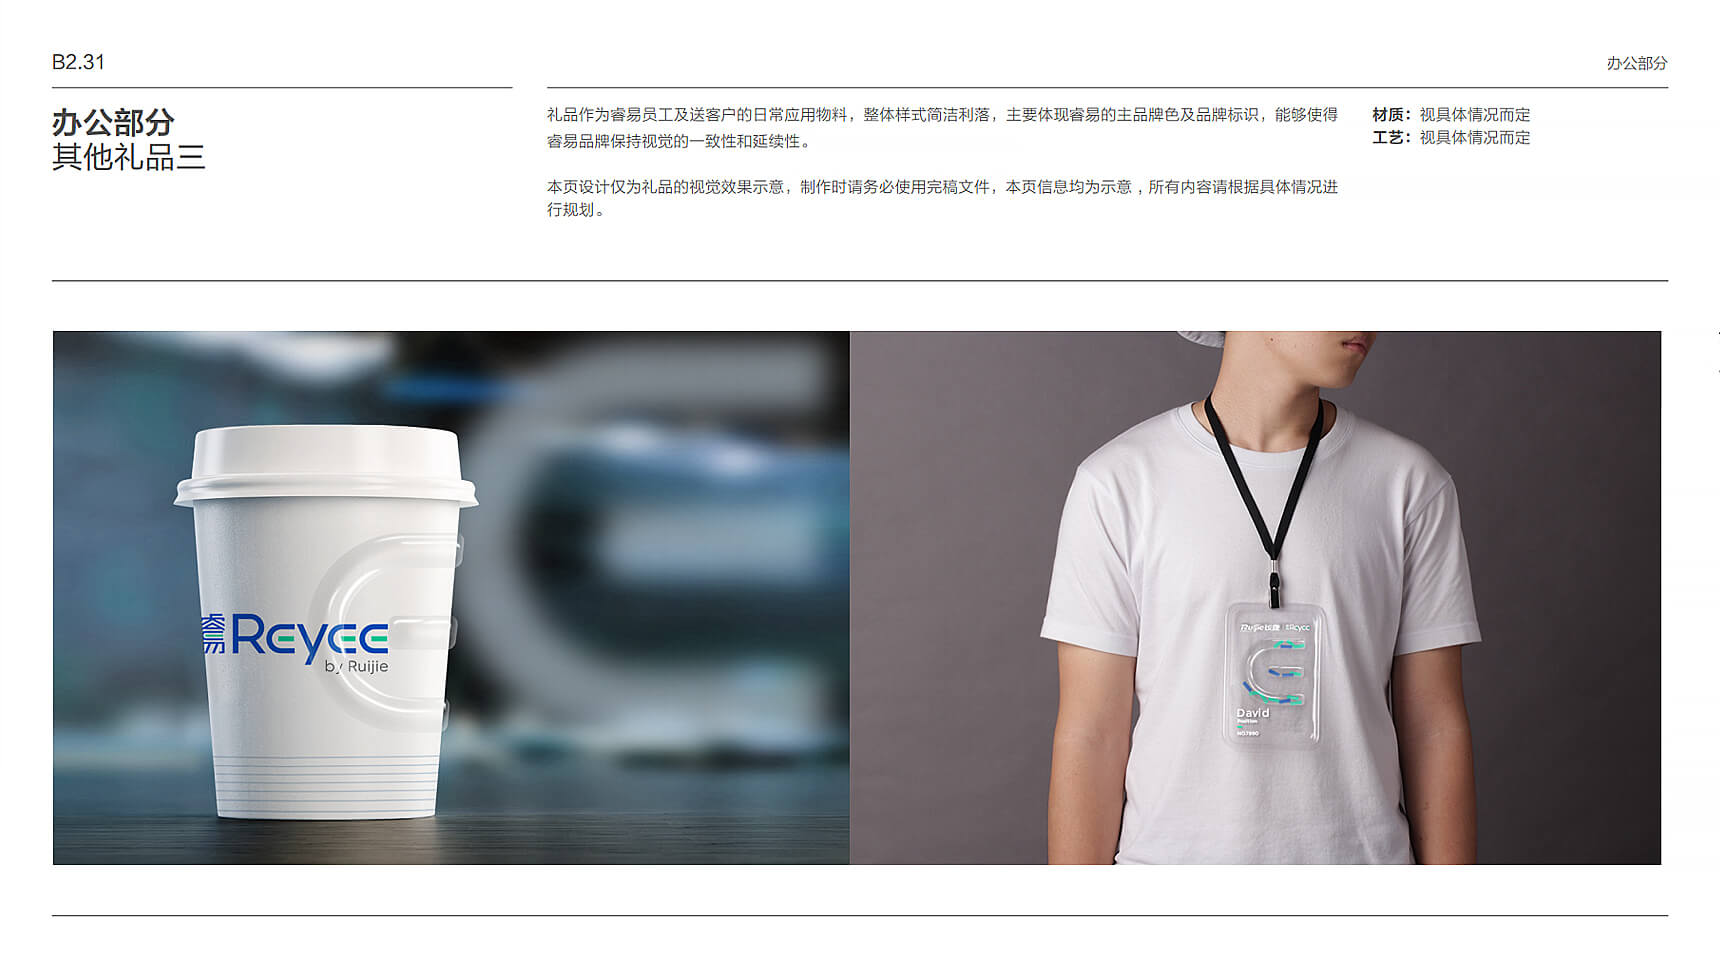 B2.31
办公部分
办公部分
其他礼品三
礼品作为睿易员工及送客户的日常应用物料，整体样式简洁利落，主要体现睿易的主品牌色及品牌标识，能够使得
睿易品牌保持视觉的一致性和延续性。
本页设计仅为礼品的视觉效果示意，制作时请务必使用完稿文件，本页信息均为示意，所有内容请根据具体情况进
行规划。
材质：视具体情况而定
工艺：视具体情况而定
睿易 Reyee
by Ruijie
Ruijie锐捷 睿易Reyee
David
Position
NO7890